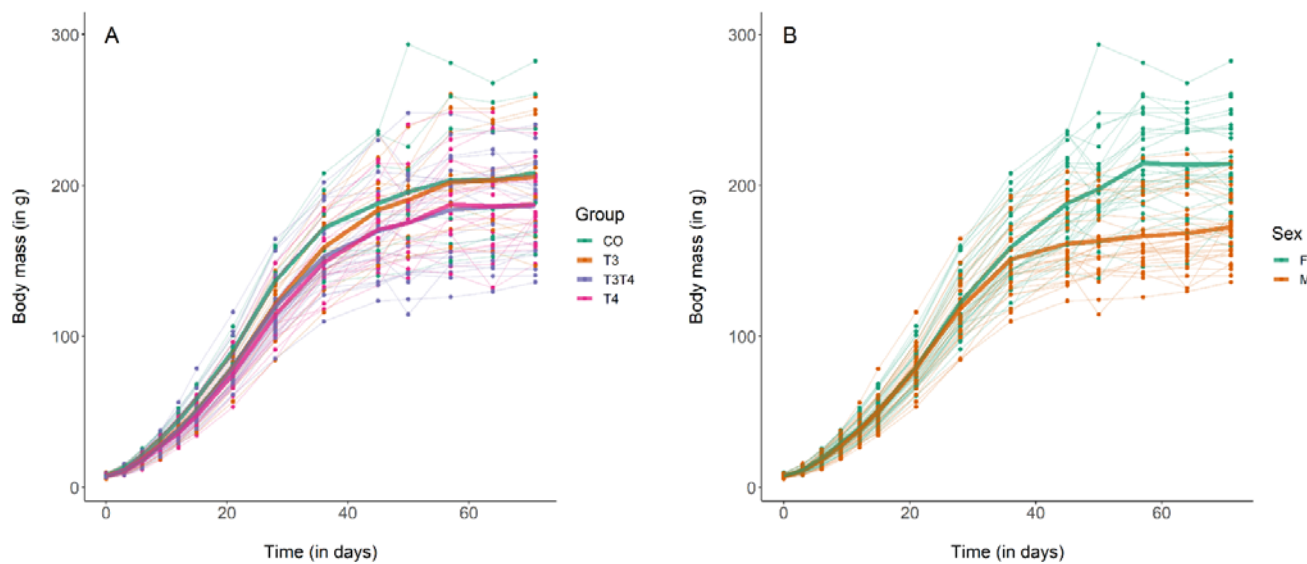 A
300
200
100
0
Body mass (in g)
0 20 40 60
Time (in days)
Group
CO
T3
T3T4
T4
B
300
200
100
0
Body mass (in g)
0 20 40 60
Time (in days)
Sex
F
M